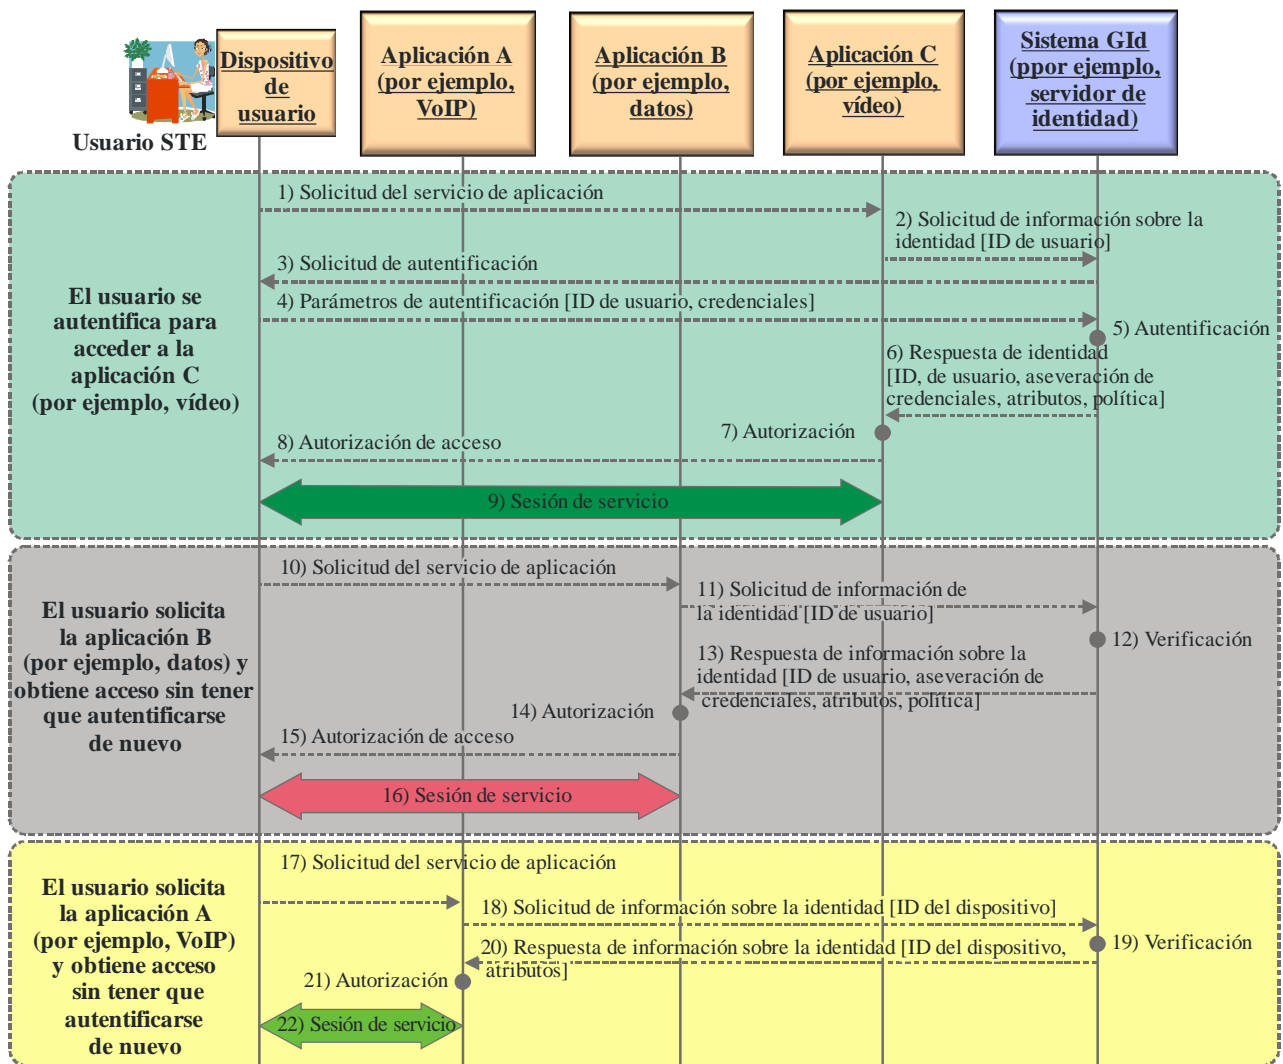 Usuario STE
Dispositivo
de
usuario
Aplicación A
(por ejemplo,
VoIP)
Aplicación B
(por ejemplo,
datos)
Aplicación C
(por ejemplo,
vídeo)
Sistema GId
(ppor ejemplo,
servidor de
identidad)
El usuario se
autentifica para
acceder a la
aplicación C
(por ejemplo, vídeo)
1) Solicitud del servicio de aplicación
2) Solicitud de información sobre la
identidad [ID de usuario]
3) Solicitud de autentificación
4) Parámetros de autentificación [ID de usuario, credenciales]
5) Autentificación
6) Respuesta de identidad
[ID, de usuario, aseveración de
credenciales, atributos, política]
7) Autorización
8) Autorización de acceso
9) Sesión de servicio
El usuario solicita
la aplicación B
(por ejemplo, datos) y
obtiene acceso sin tener
que autentificarse
de nuevo
10) Solicitud del servicio de aplicación
11) Solicitud de información de
la identidad [ID de usuario]
12) Verificación
13) Respuesta de información sobre la
identidad [ID de usuario, aseveración de
credenciales, atributos, política]
14) Autorización
15) Autorización de acceso
16) Sesión de servicio
El usuario solicita
la aplicación A
(por ejemplo, VoIP)
y obtiene acceso
sin tener que
autentificarse
de nuevo
17) Solicitud del servicio de aplicación
18) Solicitud de información sobre la identidad [ID del dispositivo]
19) Verificación
20) Respuesta de información sobre la identidad [ID del dispositivo,
atributos]
21) Autorización
22) Sesión de servicio